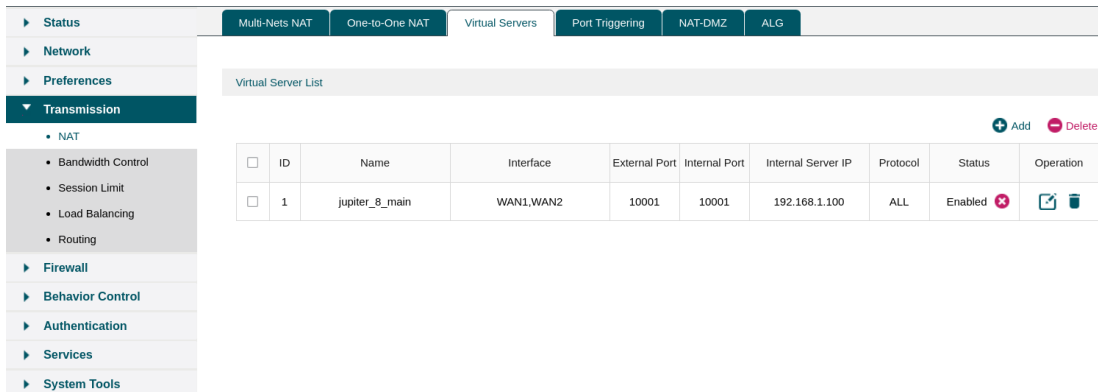 Status
Network
Preferences
Transmission
NAT
Bandwidth Control
Session Limit
Load Balancing
Routing
Firewall
Behavior Control
Authentication
Services
System Tools
Multi-Nets NAT One-to-One NAT Virtual Servers Port Triggering NAT-DMZ ALG
Virtual Server List
Add Delete
ID Name Interface External Port Internal Port Internal Server IP Protocol Status Operation
1 jupiter_8_main WAN1,WAN2 10001 10001 192.168.1.100 ALL Enabled